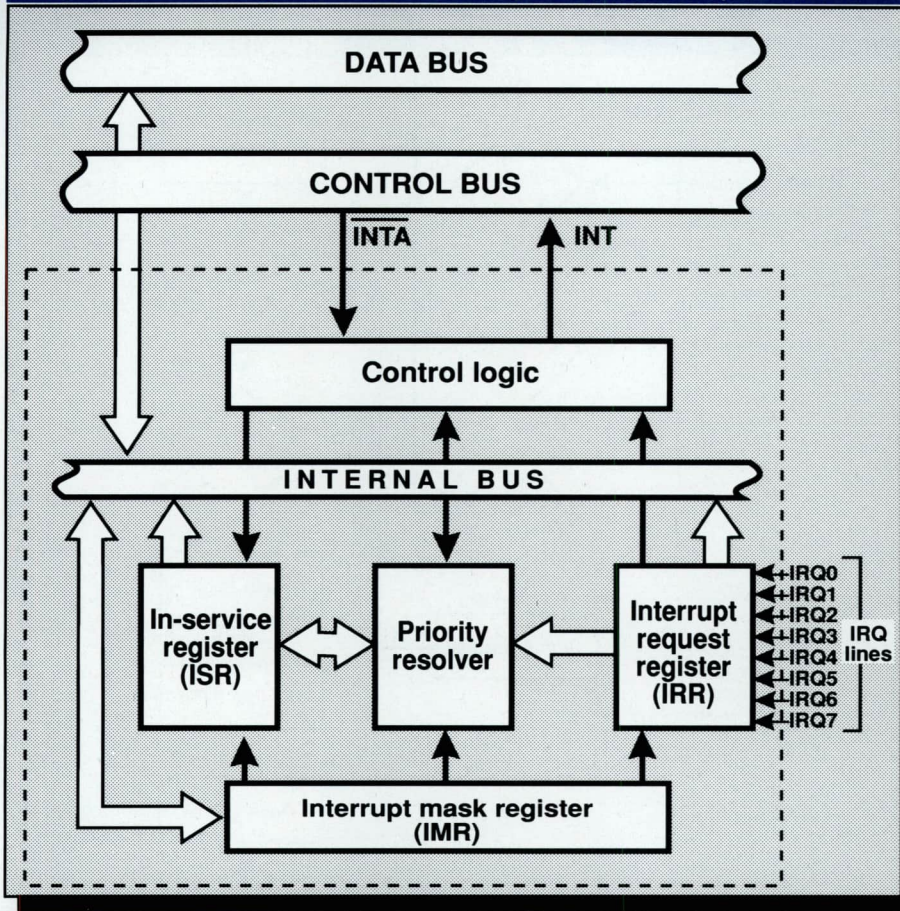 DATA BUS
CONTROL BUS
INTA
INT
Control logic
INTERNAL BUS
In-service
register
(ISR)
Priority
resolver
Interrupt
request
register
(IRR)
IRQ0
IRQ1
IRQ2
IRQ3
IRQ4
IRQ5
IRQ6
IRQ7
IRQ
lines
Interrupt mask register
(IMR)